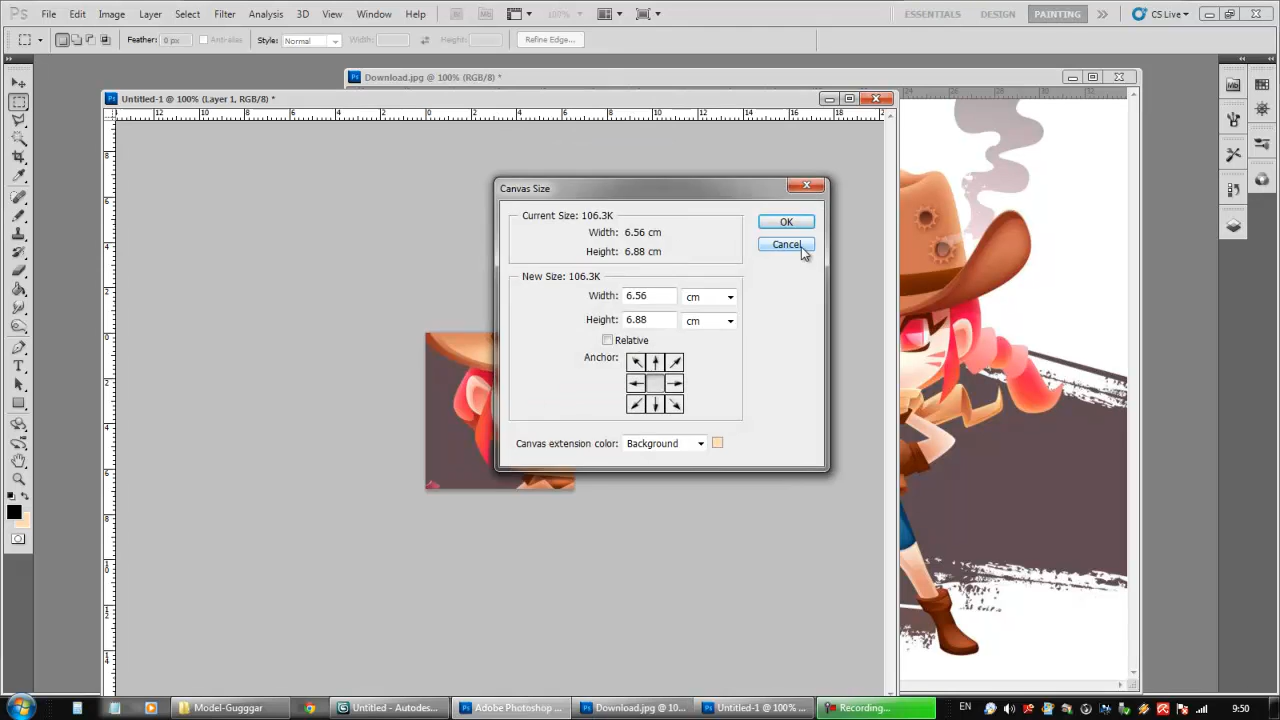 Ps File Edit Image Layer Select Filter Analysis 3D View Window Help Br Mb 100% ESSENTIALS DESIGN PAINTING CS Live
Feather: 0 px Anti-alias Style: Normal Width: Height: Refine Edge...
Download.jpg @ 100% (RGB/8) *
Untitled-1 @ 100% (Layer 1, RGB/8) *
Canvas Size
Current Size: 106.3K
Width: 6.56 cm
Height: 6.88 cm
OK
Cancel
New Size: 106.3K
Width: 6.56 cm
Height: 6.88 cm
Relative
Anchor:
Canvas extension color: Background
Model-Gugggar
Untitled - Autodes...
Adobe Photoshop ...
Download.jpg @ 10...
Untitled-1 @ 100% ...
Recording...
EN
9:50